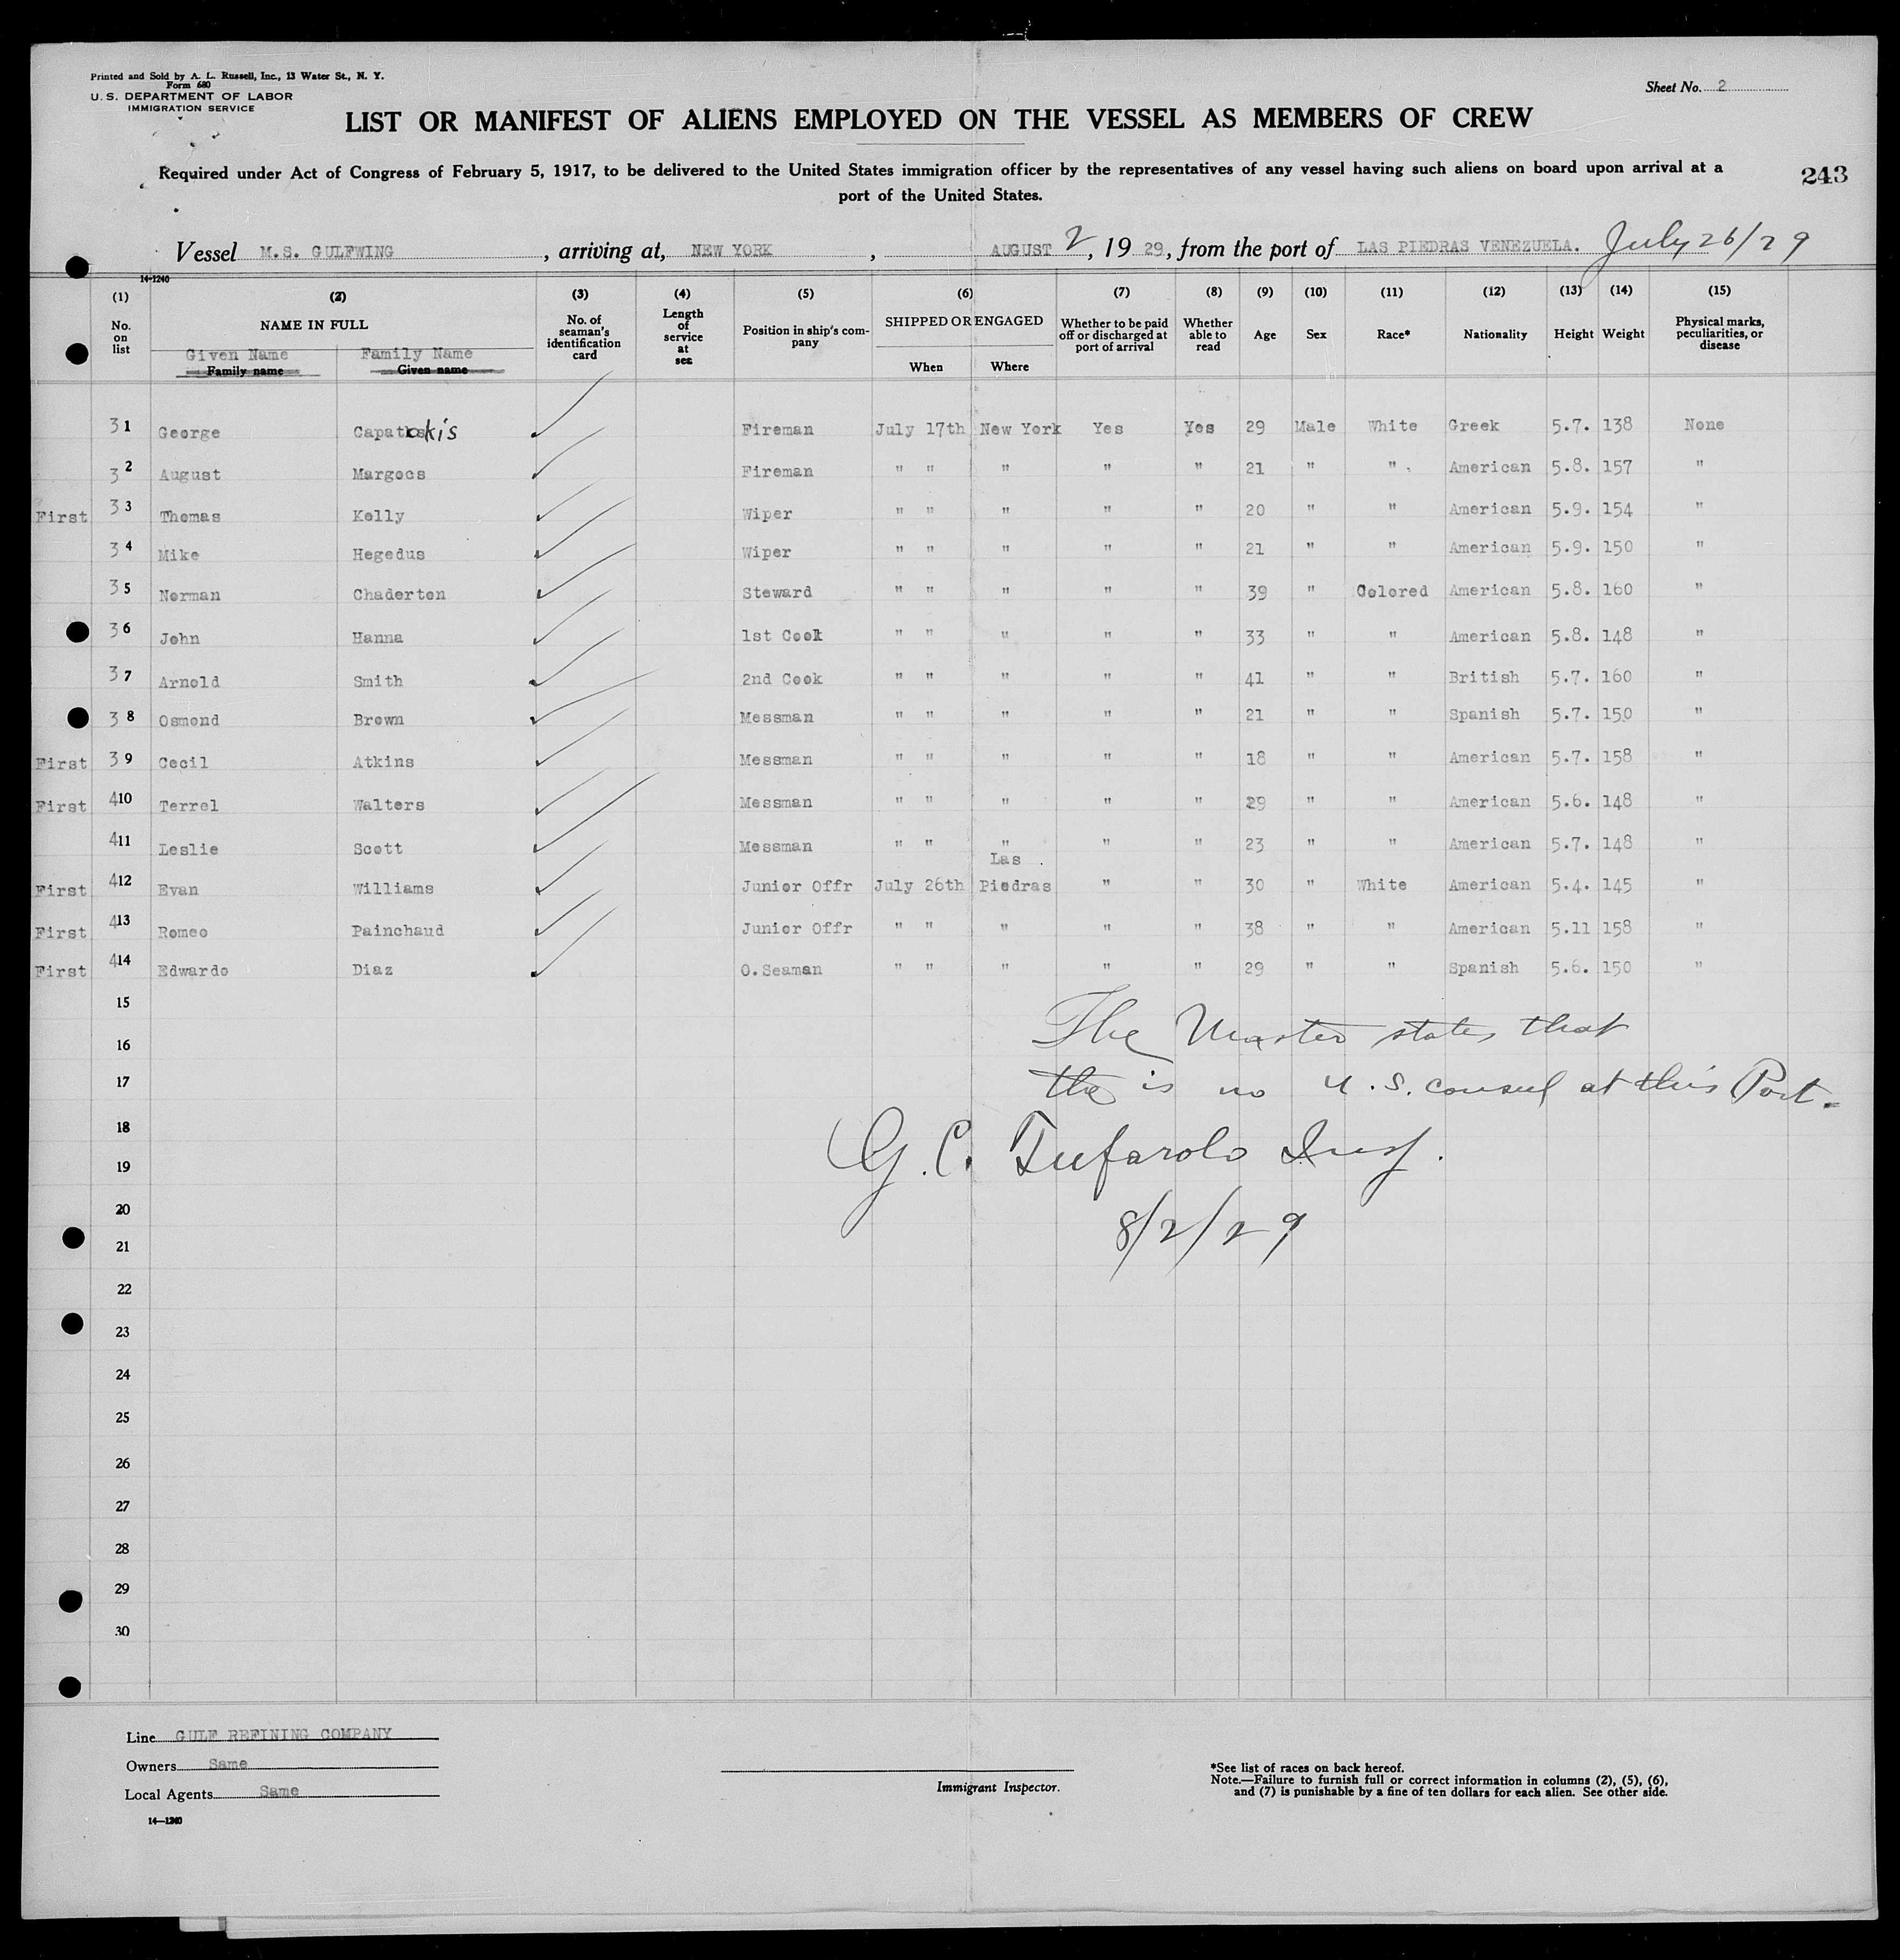 Printed and Sold by A. L. Russell, Inc., 13 Water St., N. Y.
Form 680
U. S. DEPARTMENT OF LABOR
IMMIGRATION SERVICE
Sheet No. 2
LIST OR MANIFEST OF ALIENS EMPLOYED ON THE VESSEL AS MEMBERS OF CREW
Required under Act of Congress of February 5, 1917, to be delivered to the United States immigration officer by the representatives of any vessel having such aliens on board upon arrival at a
port of the United States.
243
Vessel M.S. GULFWING, arriving at, NEW YORK, AUGUST 2, 1929, from the port of LAS PIEDRAS VENEZUELA. July 26/29
14-1240
(1) (2) (3) (4) (5) (6) (7) (8) (9) (10) (11) (12) (13) (14) (15)
No. on list NAME IN FULL No. of seaman's identification card Length of service at sea Position in ship's company SHIPPED OR ENGAGED Whether to be paid off or discharged at port of arrival Whether able to read Age Sex Race* Nationality Height Weight Physical marks, peculiarities, or disease
Given Name Family Name
Family name Given name When Where
31 George Capatokis Fireman July 17th New York Yes Yes 29 Male White Greek 5.7. 138 None
32 August Margocs Fireman " " " " " 21 " " American 5.8. 157 "
First 33 Thomas Kelly Wiper " " " " " 20 " " American 5.9. 154 "
34 Mike Hegedus Wiper " " " " " 21 " " American 5.9. 150 "
35 Norman Chaderton Steward " " " " " 39 " Colored American 5.8. 160 "
36 John Hanna 1st Cook " " " " " 33 " " American 5.8. 148 "
37 Arnold Smith 2nd Cook " " " " " 41 " " British 5.7. 160 "
38 Osmond Brown Messman " " " " " 21 " " Spanish 5.7. 150 "
First 39 Cecil Atkins Messman " " " " " 18 " " American 5.7. 158 "
First 410 Terrel Walters Messman " " " " " 29 " " American 5.6. 148 "
411 Leslie Scott Messman " " " " " 23 " " American 5.7. 148 "
First 412 Evan Williams Junior Offr July 26th Las Piedras " " 30 " White American 5.4. 145 "
First 413 Romeo Painchaud Junior Offr " " " " " 38 " " American 5.11 158 "
First 414 Edwardo Diaz O.Seaman " " " " " 29 " " Spanish 5.6. 150 "
15
The Master states that
16
17 the is no U.S. consul at this Port.
18
19 G.C. Tufarolo Insp.
20
8/2/29
21
22
23
24
25
26
27
28
29
30
Line GULF REFINING COMPANY
Owners Same
Local Agents Same
14—1240
Immigrant Inspector.
*See list of races on back hereof.
Note.—Failure to furnish full or correct information in columns (2), (5), (6),
and (7) is punishable by a fine of ten dollars for each alien. See other side.